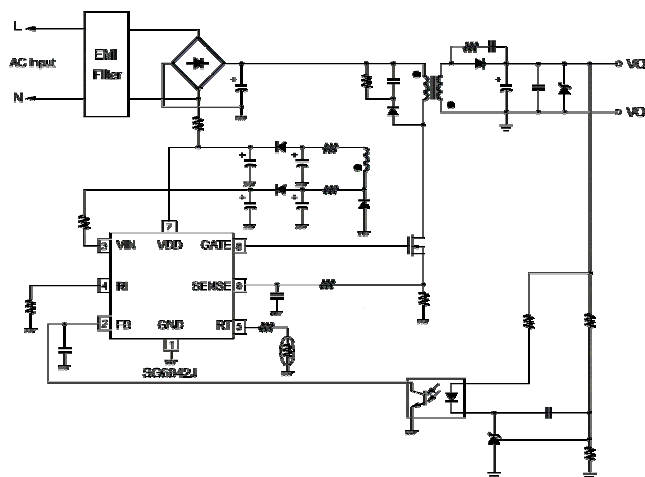 L
EMI
Filter
AC Input
N
VO
VO
7
3 VIN VDD GATE 8
4 RI SENSE 6
2 FB GND RT 5
1
SG6842J